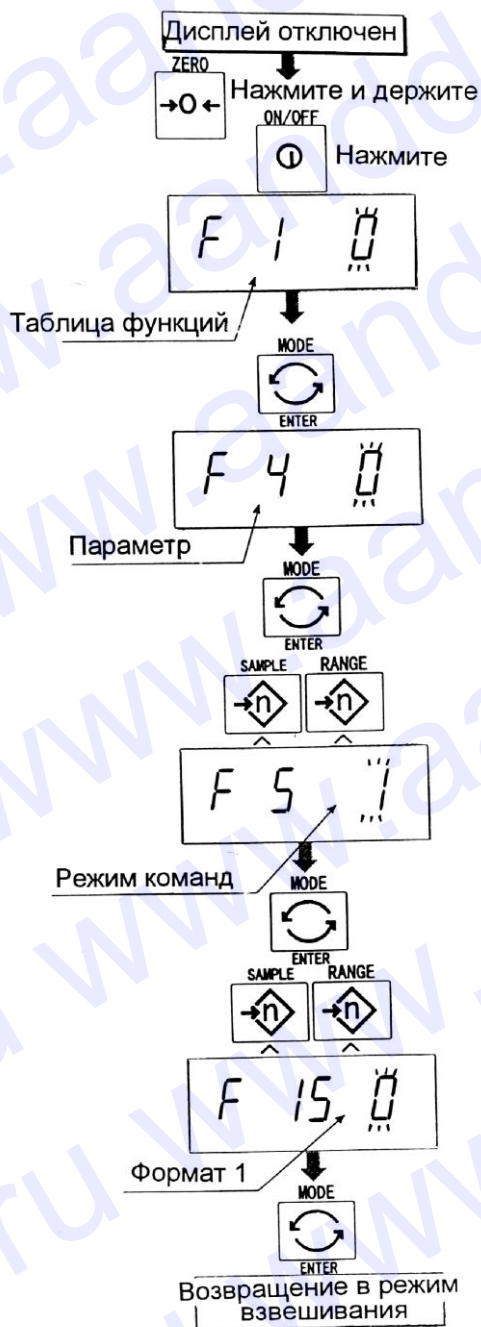 Дисплей отключен
ZERO
→0←
Нажмите и держите
ON/OFF
Нажмите
F 1 0
Таблица функций
MODE
ENTER
F 4 0
Параметр
MODE
ENTER
SAMPLE RANGE
→n →n
F 5 1
Режим команд
MODE
ENTER
SAMPLE RANGE
→n →n
F 15 0
Формат 1
MODE
ENTER
Возвращение в режим
взвешивания